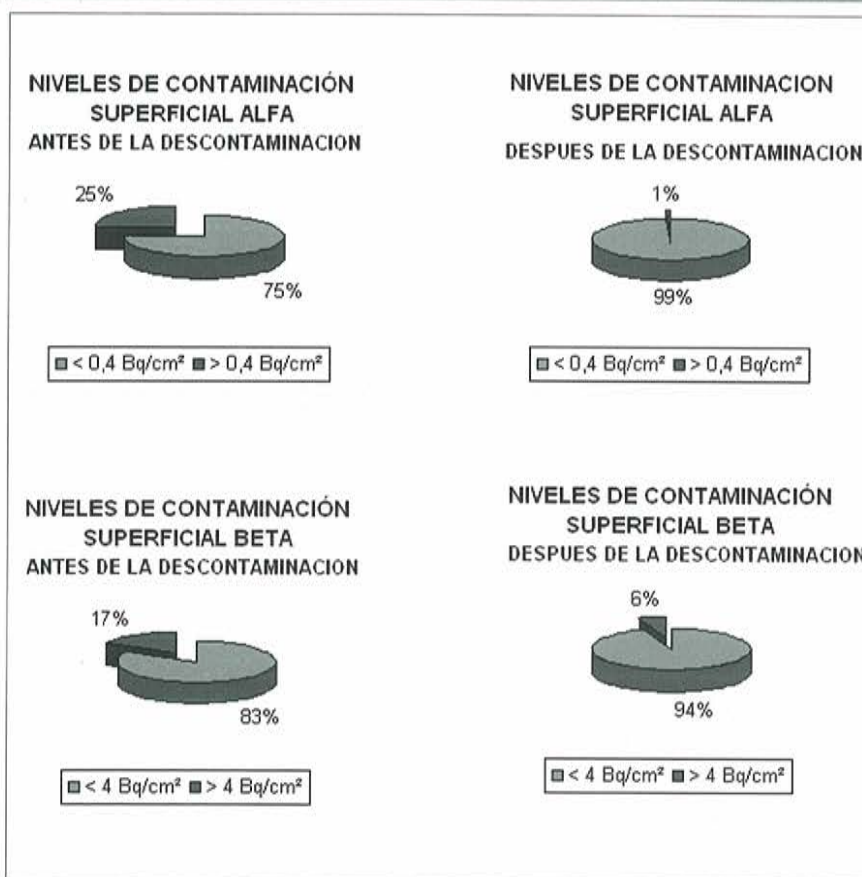 NIVELES DE CONTAMINACIÓN
SUPERFICIAL ALFA
ANTES DE LA DESCONTAMINACION
25%
75%
< 0,4 Bq/cm² > 0,4 Bq/cm²
NIVELES DE CONTAMINACION
SUPERFICIAL ALFA
DESPUES DE LA DESCONTAMINACION
1%
99%
< 0,4 Bq/cm² > 0,4 Bq/cm²
NIVELES DE CONTAMINACIÓN
SUPERFICIAL BETA
ANTES DE LA DESCONTAMINACION
17%
83%
< 4 Bq/cm² > 4 Bq/cm²
NIVELES DE CONTAMINACIÓN
SUPERFICIAL BETA
DESPUES DE LA DESCONTAMINACION
6%
94%
< 4 Bq/cm² > 4 Bq/cm²